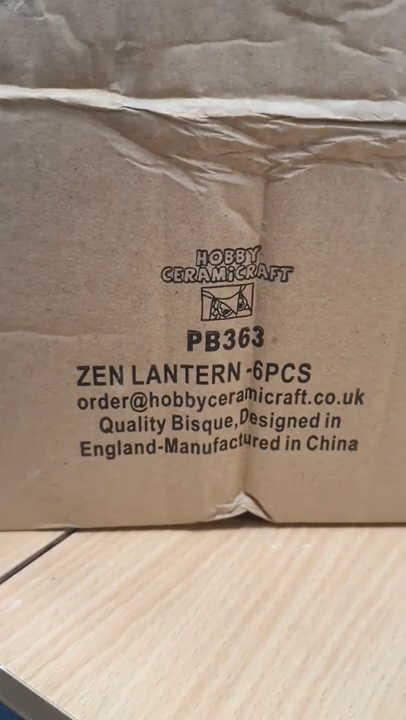 HOBBY
CERAMiCRAFT
PB363
ZEN LANTERN-6PCS
order@hobbyceramicraft.co.uk
Quality Bisque,Designed in
England-Manufactured in China